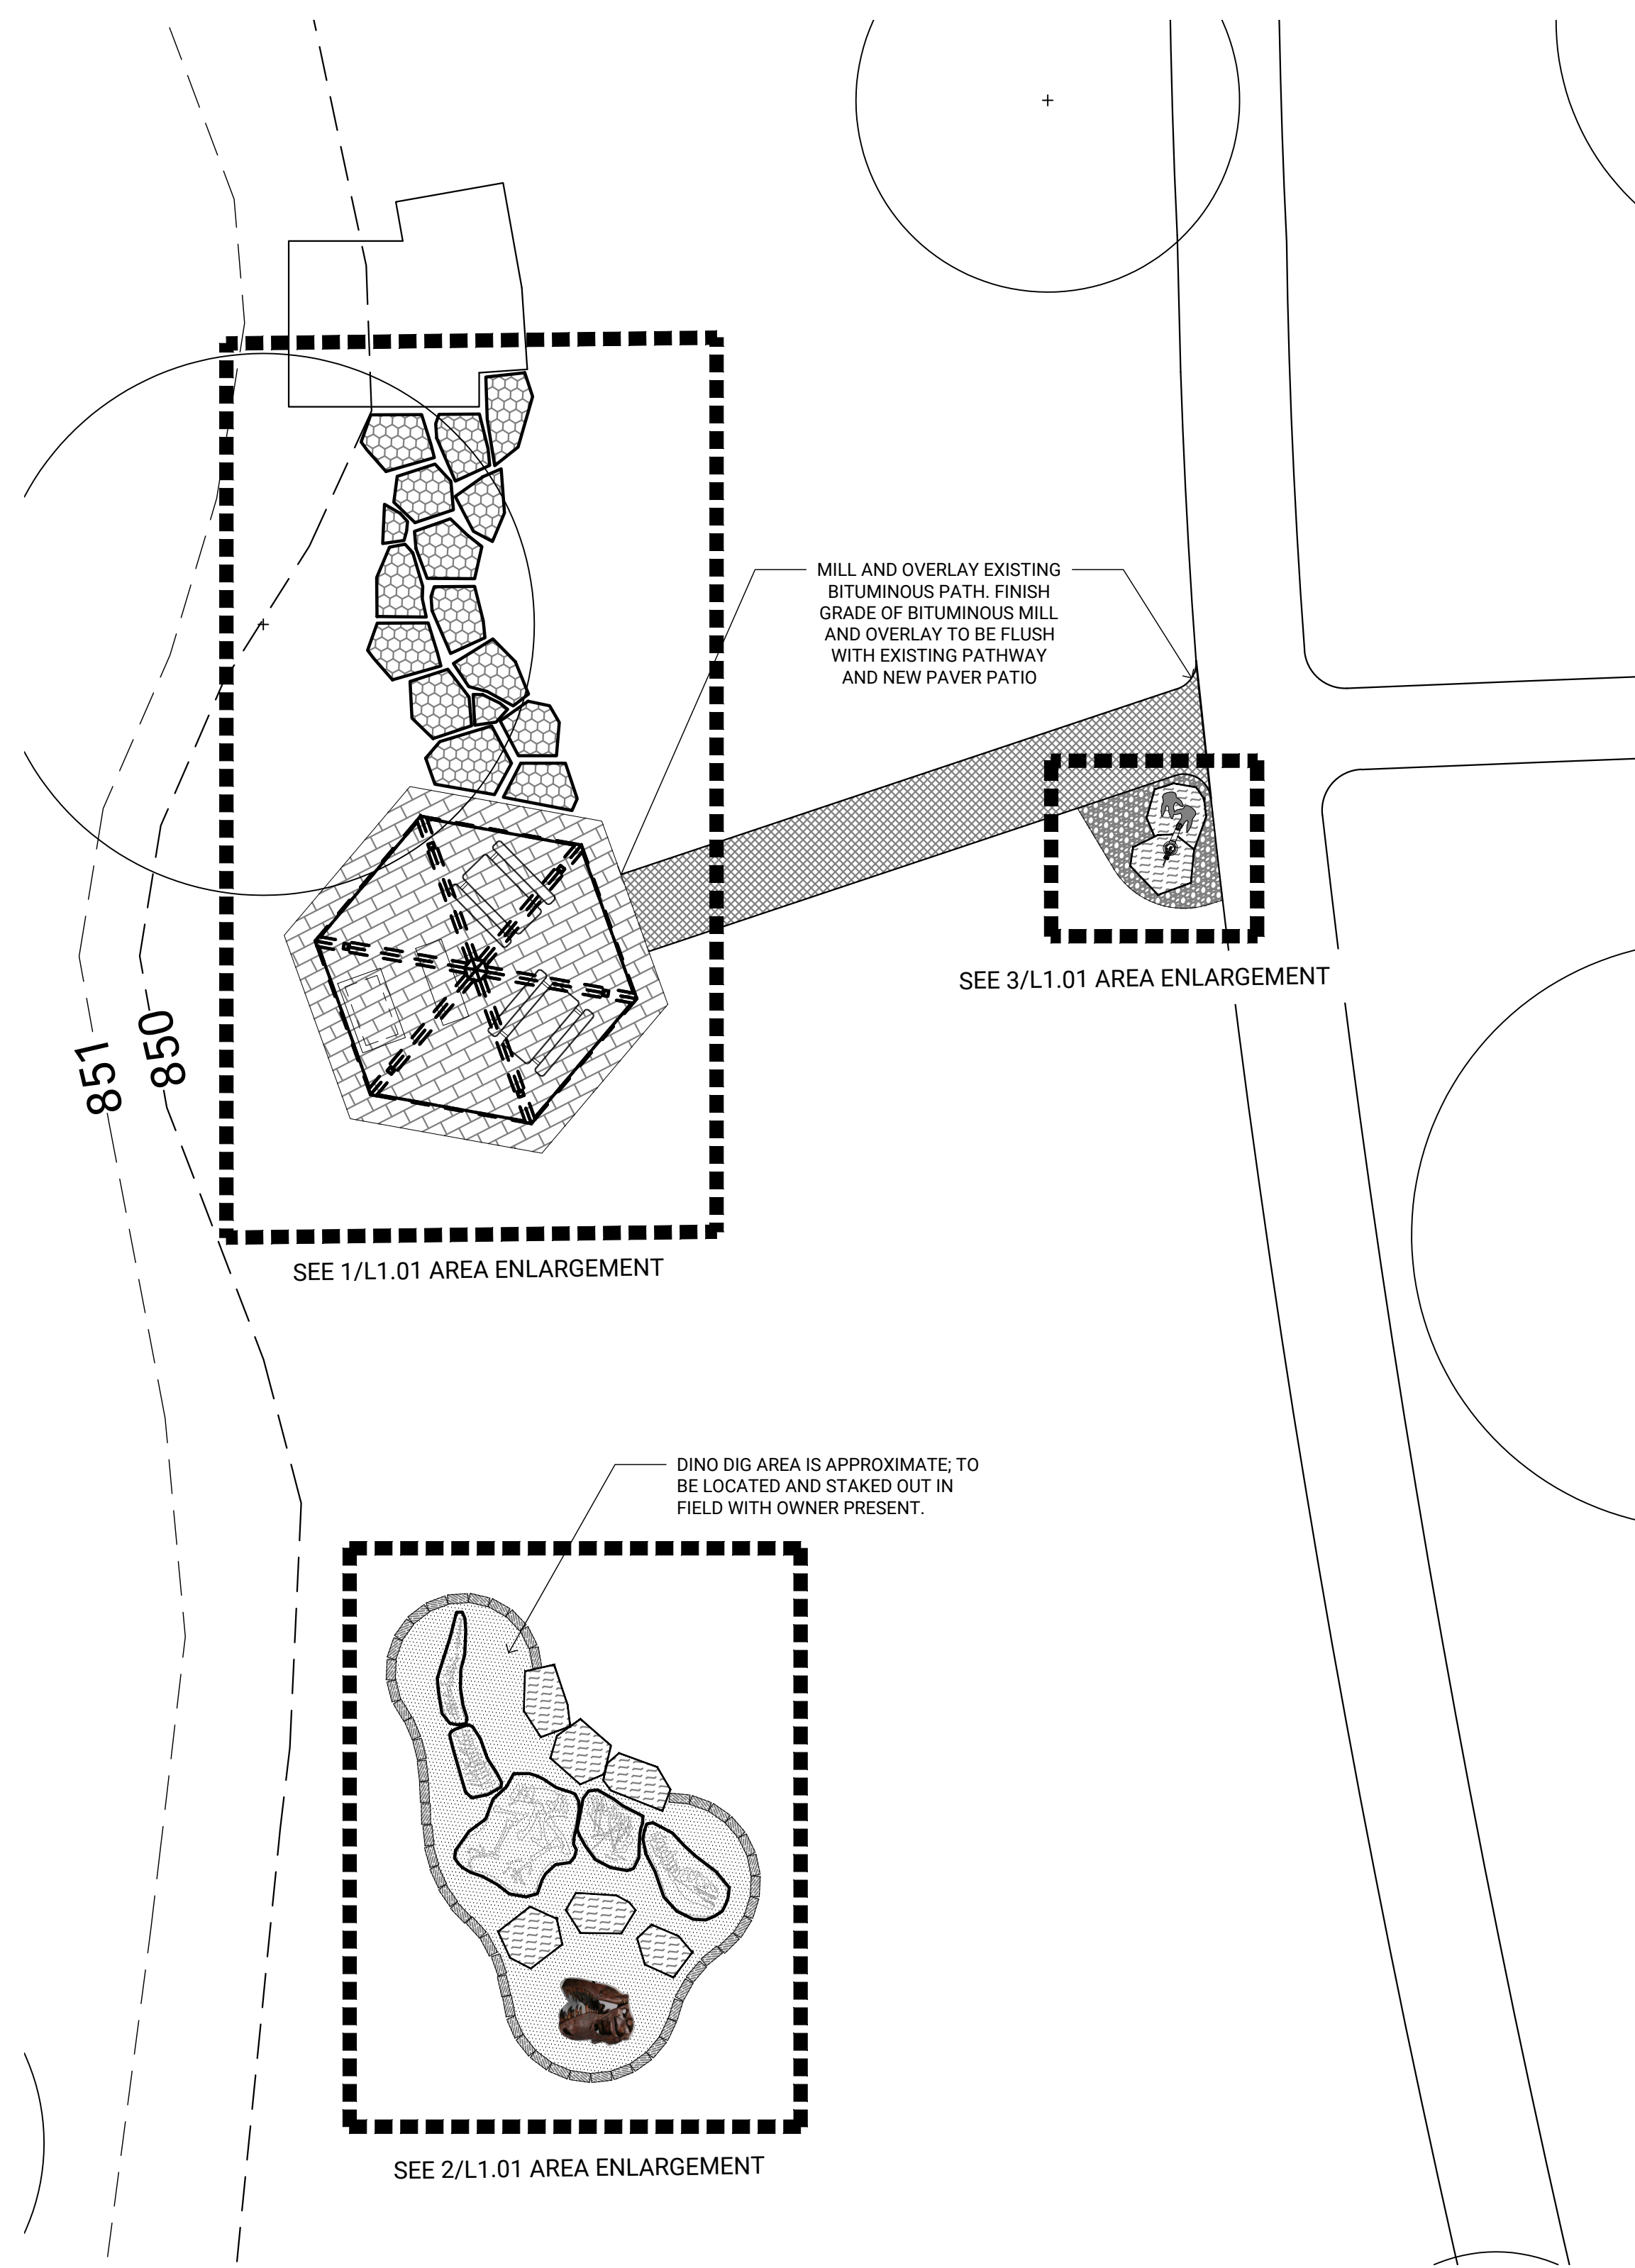 MILL AND OVERLAY EXISTING
BITUMINOUS PATH. FINISH
GRADE OF BITUMINOUS MILL
AND OVERLAY TO BE FLUSH
WITH EXISTING PATHWAY
AND NEW PAVER PATIO
SEE 3/L1.01 AREA ENLARGEMENT
851
850
SEE 1/L1.01 AREA ENLARGEMENT
DINO DIG AREA IS APPROXIMATE; TO
BE LOCATED AND STAKED OUT IN
FIELD WITH OWNER PRESENT.
SEE 2/L1.01 AREA ENLARGEMENT